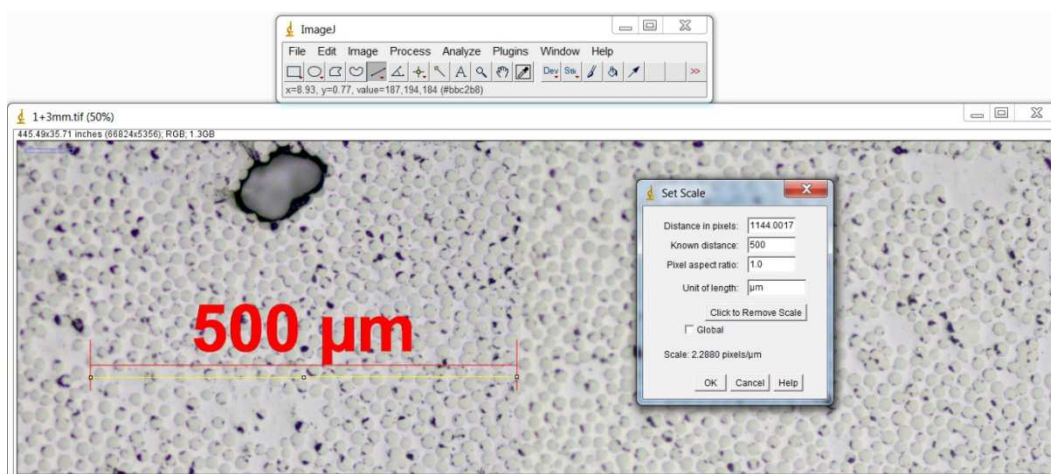 ImageJ
File Edit Image Process Analyze Plugins Window Help
A Dev Stk >>
x=8.93, y=0.77, value=187,194,184 (#bbc2b8)
1+3mm.tif (50%)
445.49x35.71 inches (66824x5356); RGB; 1.3GB
500 µm
Set Scale
Distance in pixels: 1144.0017
Known distance: 500
Pixel aspect ratio: 1.0
Unit of length: µm
Click to Remove Scale
Global
Scale: 2.2880 pixels/µm
OK Cancel Help